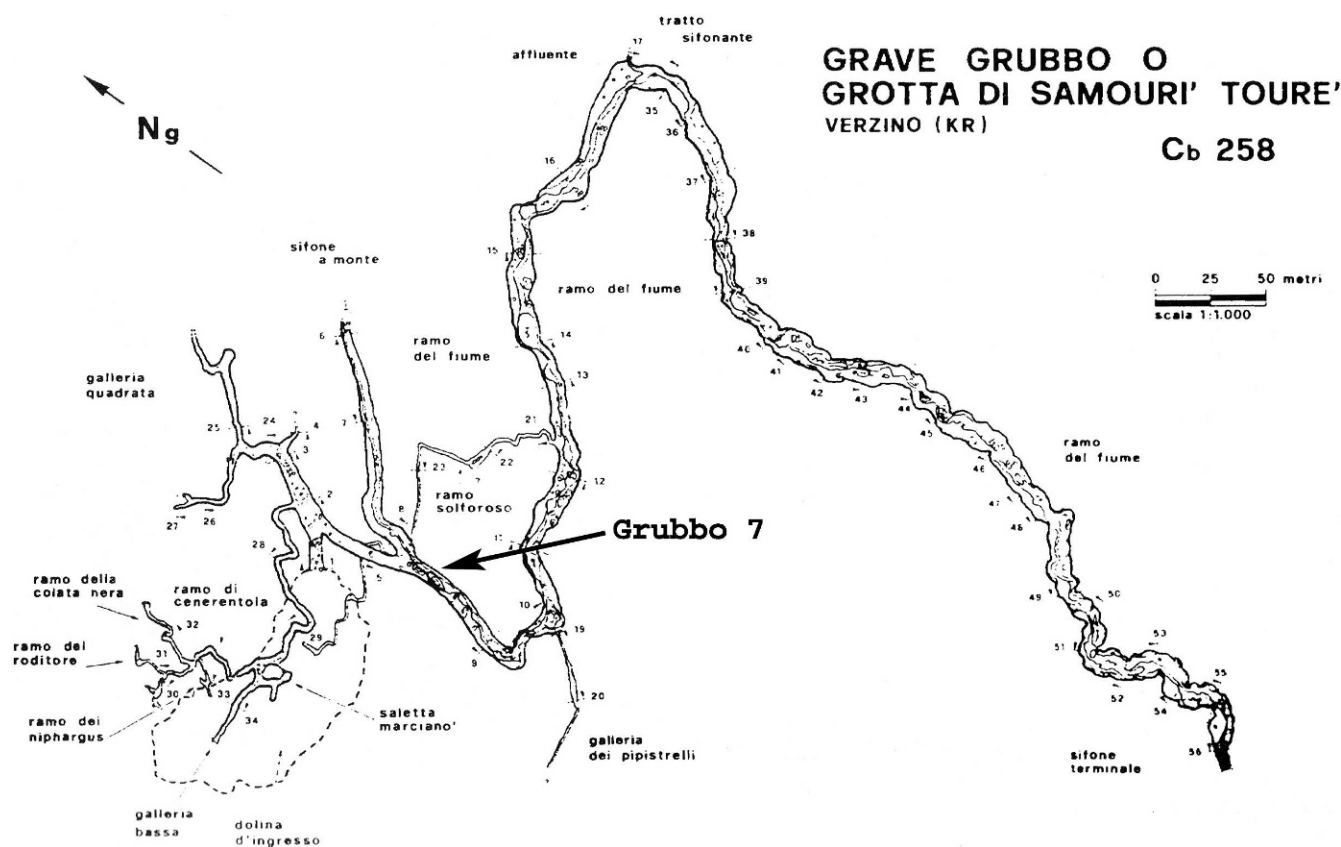 GRAVE GRUBBO O
GROTTA DI SAMOURI' TOURE'
VERZINO (KR)
Cb 258
Ng
0 25 50 metri
scala 1:1.000
tratto
sifonante
affluente
17
35
36
16
37
15
38
39
sifone
a monte
ramo del fiume
6
ramo
del fiume
14
13
40
41
42
43
44
45
galleria
quadrata
7
25
24
4
3
21
22
23
ramo
solforoso
12
46
47
48
ramo
del fiume
27
26
2
8
Grubbo 7
11
28
1
5
ramo della
colata nera
ramo di
cenerentola
32
29
10
19
49
50
ramo del
roditore
31
30
33
34
9
20
51
52
53
54
55
56
ramo dei
niphargus
saletta
marciano'
galleria
dei pipistrelli
sifone
terminale
galleria
bassa
dolina
d'ingresso